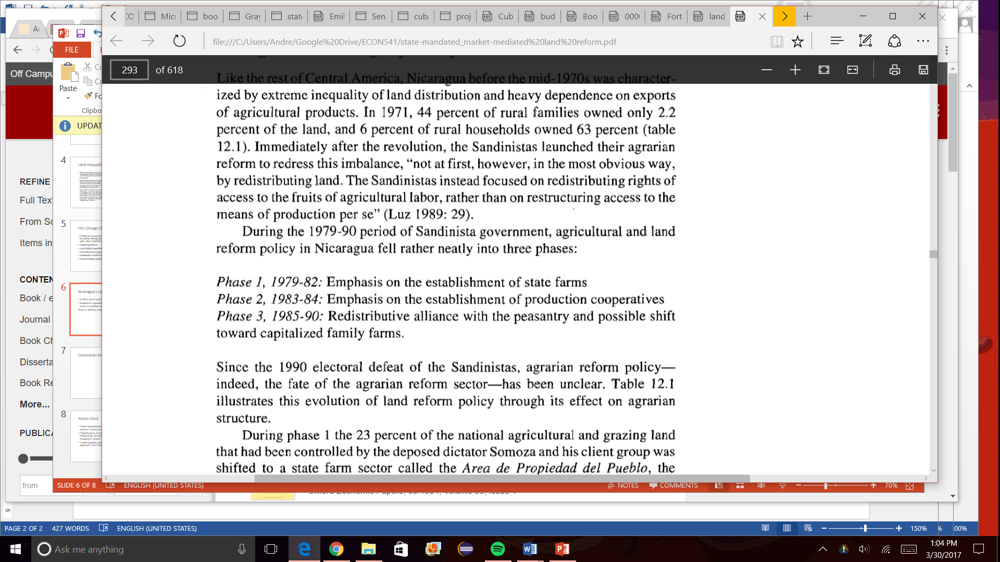 Micr
boo
Gray
state
Emil
Sen
cuba
proj
Cub
bud
Boo
000
Fort
land
file:///C:/Users/Andre/Google%20Drive/ECON541/state-mandated_market-mediated%20land%20reform.pdf
293 of 618
Like the rest of Central America, Nicaragua before the mid-1970s was character-
ized by extreme inequality of land distribution and heavy dependence on exports
of agricultural products. In 1971, 44 percent of rural families owned only 2.2
percent of the land, and 6 percent of rural households owned 63 percent (table
12.1). Immediately after the revolution, the Sandinistas launched their agrarian
reform to redress this imbalance, “not at first, however, in the most obvious way,
by redistributing land. The Sandinistas instead focused on redistributing rights of
access to the fruits of agricultural labor, rather than on restructuring access to the
means of production per se” (Luz 1989: 29).
During the 1979-90 period of Sandinista government, agricultural and land
reform policy in Nicaragua fell rather neatly into three phases:
Phase 1, 1979-82: Emphasis on the establishment of state farms
Phase 2, 1983-84: Emphasis on the establishment of production cooperatives
Phase 3, 1985-90: Redistributive alliance with the peasantry and possible shift
toward capitalized family farms.
Since the 1990 electoral defeat of the Sandinistas, agrarian reform policy—
indeed, the fate of the agrarian reform sector—has been unclear. Table 12.1
illustrates this evolution of land reform policy through its effect on agrarian
structure.
During phase 1 the 23 percent of the national agricultural and grazing land
that had been controlled by the deposed dictator Somoza and his client group was
shifted to a state farm sector called the Area de Propiedad del Pueblo, the
FILE
Off Campu
Paste
Cu
Co
Fo
Clipbo
UPDAT
REFINE
Full Text
From Sc
Items in
CONTEN
Book / e
Journal
Book Ch
Disserta
Book Re
More...
PUBLICA
from
4
Land Inequali
5
The Chicago Q
6
Nicaragua's La
7
Constraints to
8
Works Cited
SLIDE 6 OF 8
ENGLISH (UNITED STATES)
NOTES
COMMENTS
70%
PAGE 2 OF 2
427 WORDS
ENGLISH (UNITED STATES)
150%
00%
Ask me anything
1:04 PM
3/30/2017